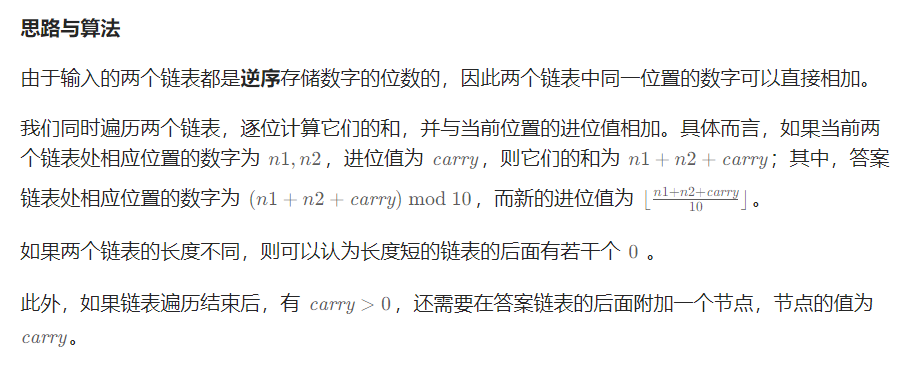 思路与算法
由于输入的两个链表都是逆序存储数字的位数的，因此两个链表中同一位置的数字可以直接相加。
我们同时遍历两个链表，逐位计算它们的和，并与当前位置的进位值相加。具体而言，如果当前两
个链表处相应位置的数字为 n1,n2，进位值为 carry，则它们的和为 n1+n2+carry；其中，答案
链表处相应位置的数字为 (n1+n2+carry) mod 10，而新的进位值为 ⌊\frac{n1+n2+carry}{10}⌋。
如果两个链表的长度不同，则可以认为长度短的链表的后面有若干个 0 。
此外，如果链表遍历结束后，有 carry>0，还需要在答案链表的后面附加一个节点，节点的值为
carry。